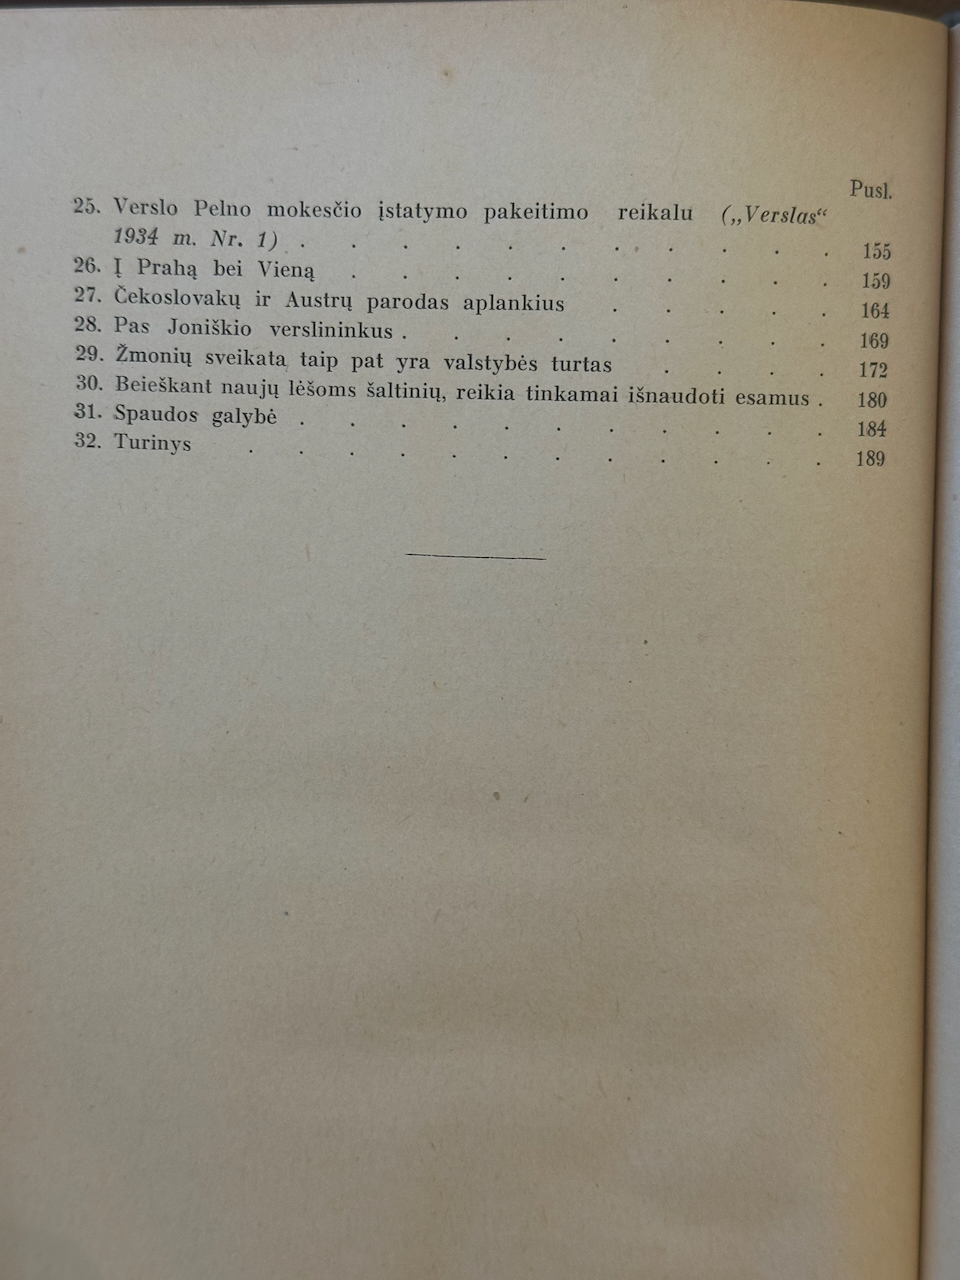 Pusl.
25. Verslo Pelno mokesčio įstatymo pakeitimo reikalu („Verslas“
1934 m. Nr. 1) . . . . . . . . . . . 155
26. Į Prahą bei Vieną . . . . . . . . . . 159
27. Čekoslovakų ir Austrų parodas aplankius . . . . . 164
28. Pas Joniškio verslininkus . . . . . . . . . 169
29. Žmonių sveikata taip pat yra valstybės turtas . . . . 172
30. Beieškant naujų lėšoms šaltinių, reikia tinkamai išnaudoti esamus . 180
31. Spaudos galybė . . . . . . . . . . . 184
32. Turinys . . . . . . . . . . . . 189